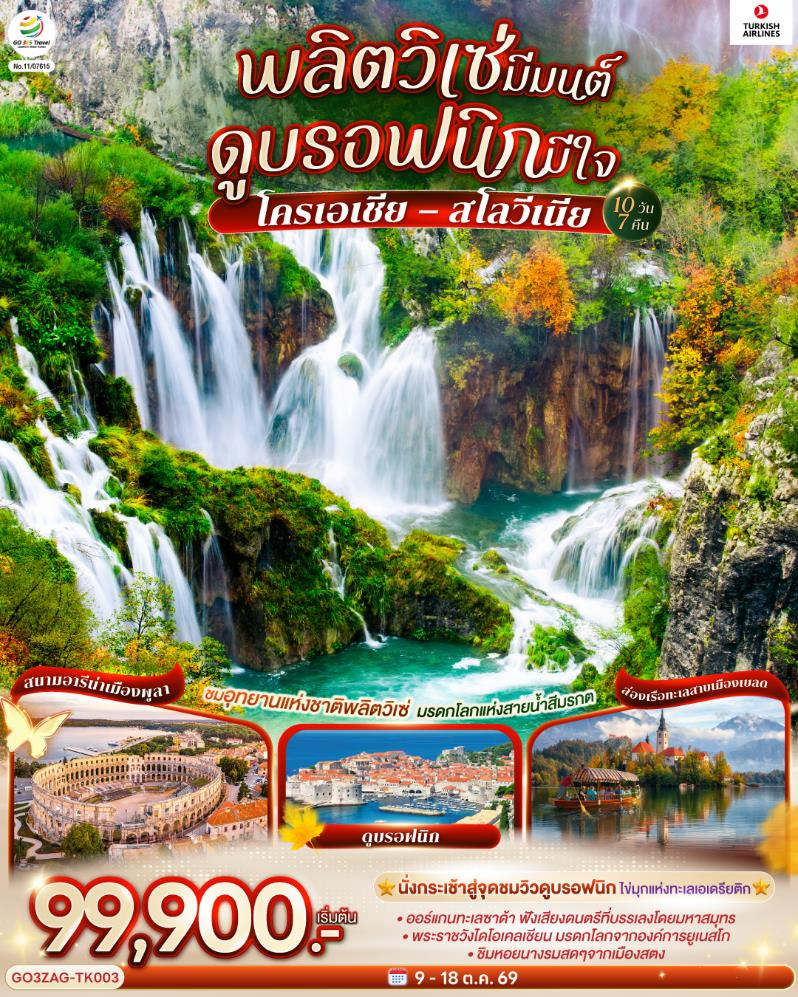 GO 365 Travel
No.11/07615
TURKISH
AIRLINES
พลิตวิเซ่มีมนต์
ดูบรอฟนิกมีใจ
โครเอเชีย – สโลวีเนีย
10 วัน
7 คืน
สนามอารีน่าเมืองพูลา
ชมอุทยานแห่งชาติพลิตวิเซ่ มรดกโลกแห่งสายน้ำสีมรกต
ล่องเรือทะเลสาบเมืองเบลด
ดูบรอฟนิก
99,900.-
เริ่มต้น
นั่งกระเช้าสู่จุดชมวิวดูบรอฟนิก ไข่มุกแห่งทะเลเอเดรียติก
• ออร์แกนทะเลซาด้า ฟังเสียงดนตรีที่บรรเลงโดยมหาสมุทร
• พระราชวังไดโอเคลเชียน มรดกโลกจากองค์การยูเนสโก
• ชิมหอยนางรมสดๆจากเมืองสตง
GO3ZAG-TK003
9 - 18 ต.ค. 69